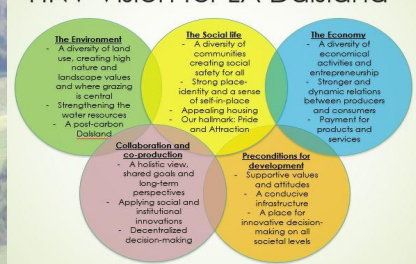 The Environment
- A diversity of land
use, creating high
nature and
landscape values
and where grazing
is central
- Strengthening the
water resources
- A post-carbon
Dalsland
The Social life
- A diversity of
communities
creating social
safety for all
- Strong place-
identity and a sense
of self-in-place
- Appealing housing
- Our hallmark: Pride
and Attraction
The Economy
- A diversity of
economical
activities and
entrepreneurship
- Stronger and
dynamic relations
between producers
and consumers
- Payment for
products and
services
Collaboration and
co-production
- A holistic view,
shared goals and
long-term
perspectives
- Applying social and
institutional
innovations
- Decentralized
decision-making
Preconditions for
development
- Supportive values
and attitudes
- A conducive
infrastructure
- A place for
innovative decision-
making on all
societal levels